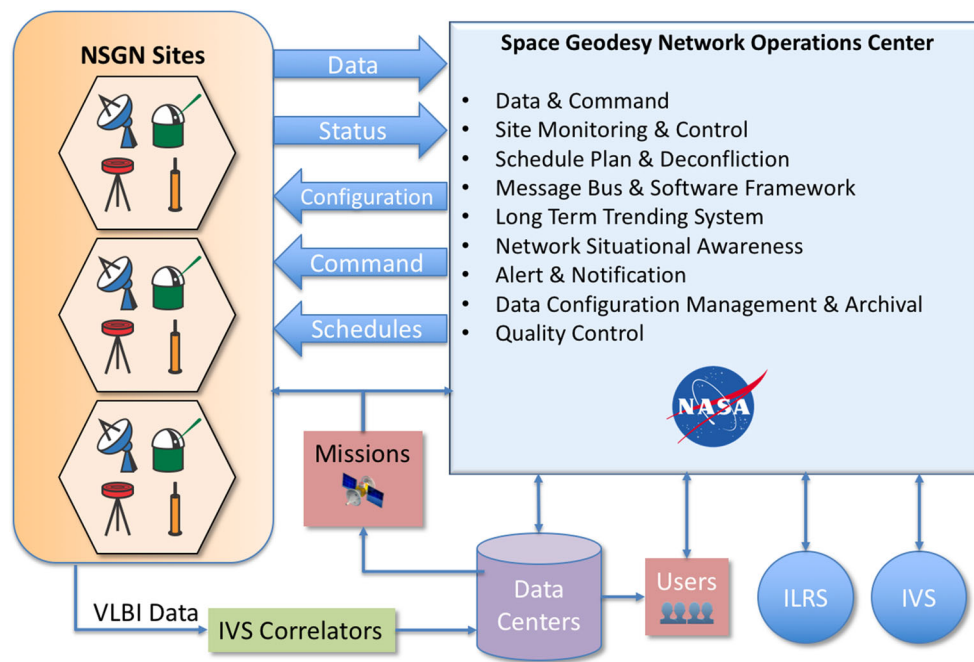 NSGN Sites
Data
Status
Configuration
Command
Schedules
Space Geodesy Network Operations Center
• Data & Command
• Site Monitoring & Control
• Schedule Plan & Deconfliction
• Message Bus & Software Framework
• Long Term Trending System
• Network Situational Awareness
• Alert & Notification
• Data Configuration Management & Archival
• Quality Control
NASA
Missions
VLBI Data
IVS Correlators
Data
Centers
Users
ILRS
IVS